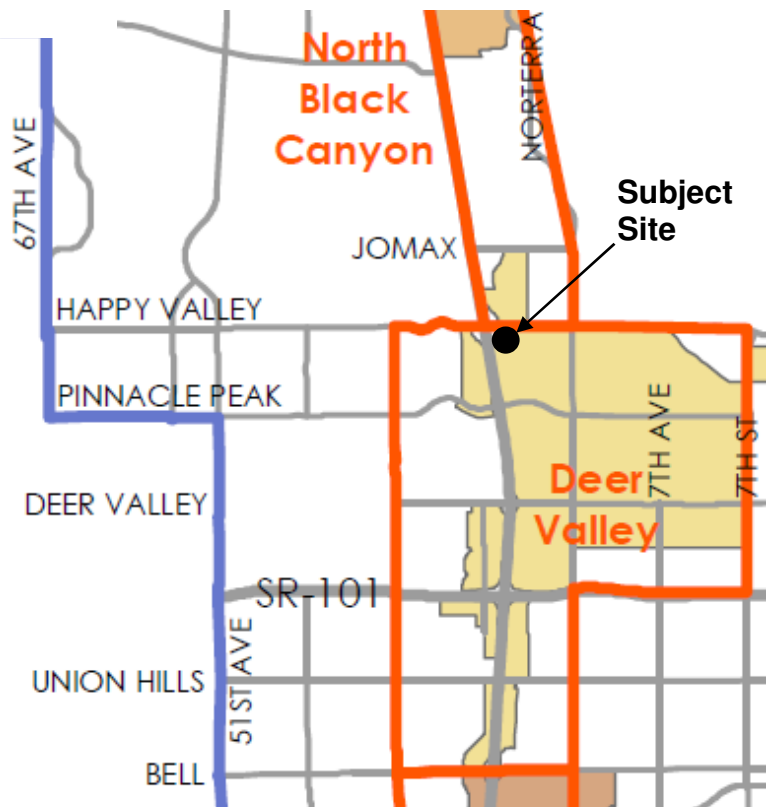 North
Black
Canyon
NORTERRA
67TH AVE
Subject
Site
JOMAX
HAPPY VALLEY
PINNACLE PEAK
7TH AVE
7TH ST
DEER VALLEY
Deer
Valley
SR-101
51ST AVE
UNION HILLS
BELL